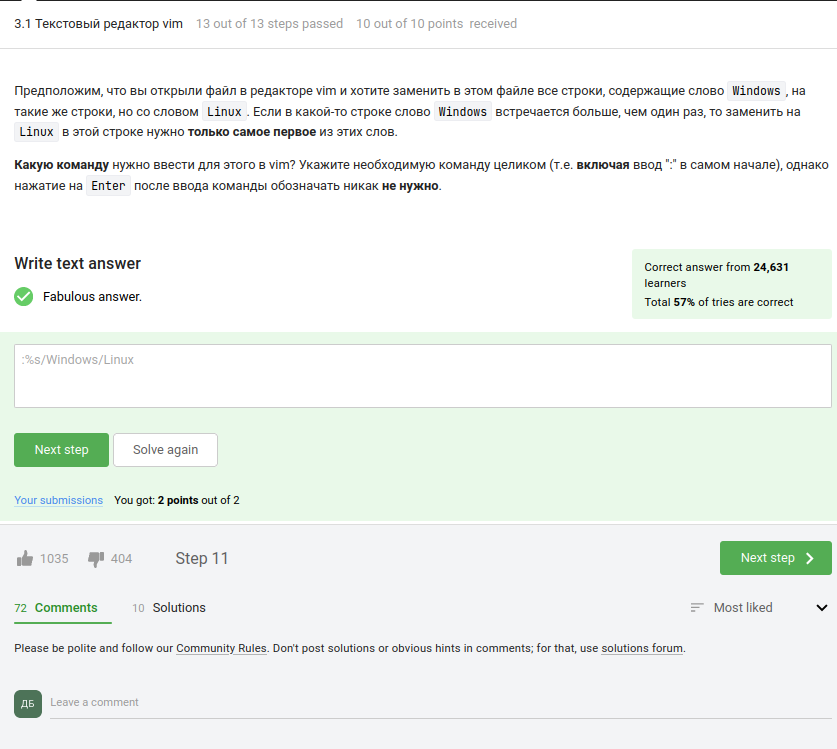 3.1 Текстовый редактор vim 13 out of 13 steps passed 10 out of 10 points received
Предположим, что вы открыли файл в редакторе vim и хотите заменить в этом файле все строки, содержащие слово Windows, на
такие же строки, но со словом Linux. Если в какой-то строке слово Windows встречается больше, чем один раз, то заменить на
Linux в этой строке нужно только самое первое из этих слов.
Какую команду нужно ввести для этого в vim? Укажите необходимую команду целиком (т.е. включая ввод ":" в самом начале), однако
нажатие на Enter после ввода команды обозначать никак не нужно.
Write text answer
Fabulous answer.
Correct answer from 24,631
learners
Total 57% of tries are correct
:%s/Windows/Linux
Next step Solve again
Your submissions You got: 2 points out of 2
1035 404 Step 11 Next step
72 Comments 10 Solutions Most liked
Please be polite and follow our Community Rules. Don't post solutions or obvious hints in comments; for that, use solutions forum.
ДБ Leave a comment